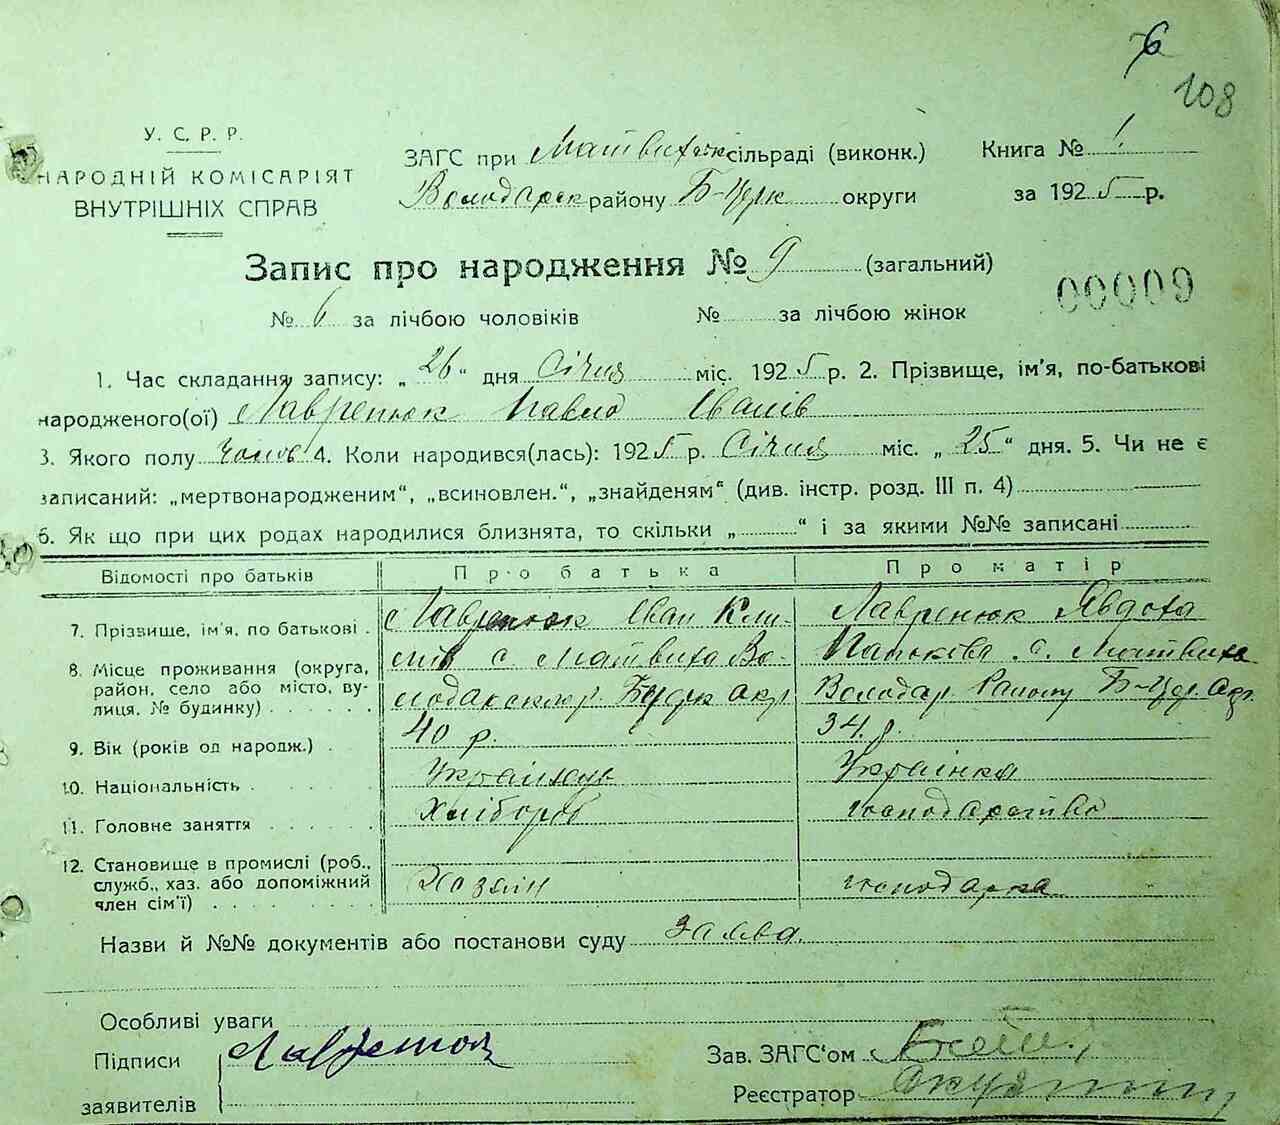 76
108
У. С. Р. Р.
НАРОДНІЙ КОМІСАРІЯТ
ВНУТРІШНІХ СПРАВ
ЗАГС при Матвихськ сільраді (виконк.) Книга № 1
Володарськ району Б-Церк округи за 1925 р.
Запис про народження № 9 (загальний)
00009
№ 6 за лічбою чоловіків № за лічбою жінок
1. Час складання запису: „26“ дня Січня міс. 1925 р. 2. Прізвище, ім'я, по-батькові
народженого(ої) Лавренюк Павло Іванів
3. Якого полу чолов 4. Коли народився(лась): 1925 р. Січня міс. „25“ дня. 5. Чи не є
записаний: „мертвонародженим“, „всиновлен.“, „знайденям“ (див. інстр. розд. III п. 4)
6. Як що при цих родах народилися близнята, то скільки „ “ і за якими №№ записані
Відомості про батьків Про батька Про матір
7. Прізвище, ім'я, по батькові . Лавренюк Іван Кли- Лавренюк Явдоха
8. Місце проживання (округа, район, село або місто, вулиця, № будинку) мів с. Матвиха Во- Панькова с. Матвиха
Володар. Району Б-Цер. Окр.
9. Вік (років од народж.) . 40 р. 34 р.
10. Національність . Українець Українка
11. Головне заняття . . . . . . Хлібороб господарство
12. Становище в промислі (роб., служб., хаз. або допоміжний член сім'ї) . . . . . . . . Хазяїн господарка
Назви й №№ документів або постанови суду заява.
Особливі уваги
Підписи Лавренюк Зав. ЗАГС'ом
заявителів Реєстратор